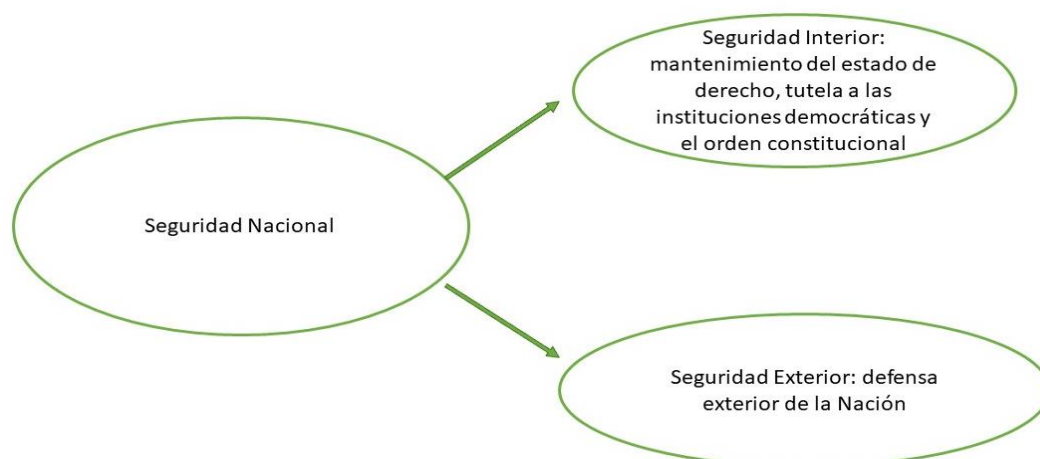 Seguridad Interior:
mantenimiento del estado de
derecho, tutela a las
instituciones democráticas y
el orden constitucional
Seguridad Nacional
Seguridad Exterior: defensa
exterior de la Nación